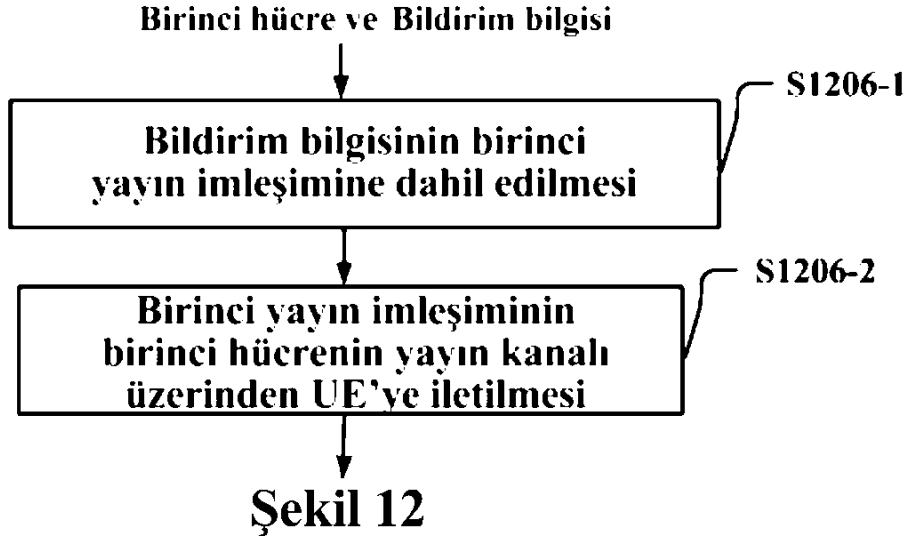 Birinci hücre ve Bildirim bilgisi
S1206-1
Bildirim bilgisinin birinci
yayın imleşimine dahil edilmesi
S1206-2
Birinci yayın imleşiminin
birinci hücrenin yayın kanalı
üzerinden UE'ye iletilmesi
Şekil 12